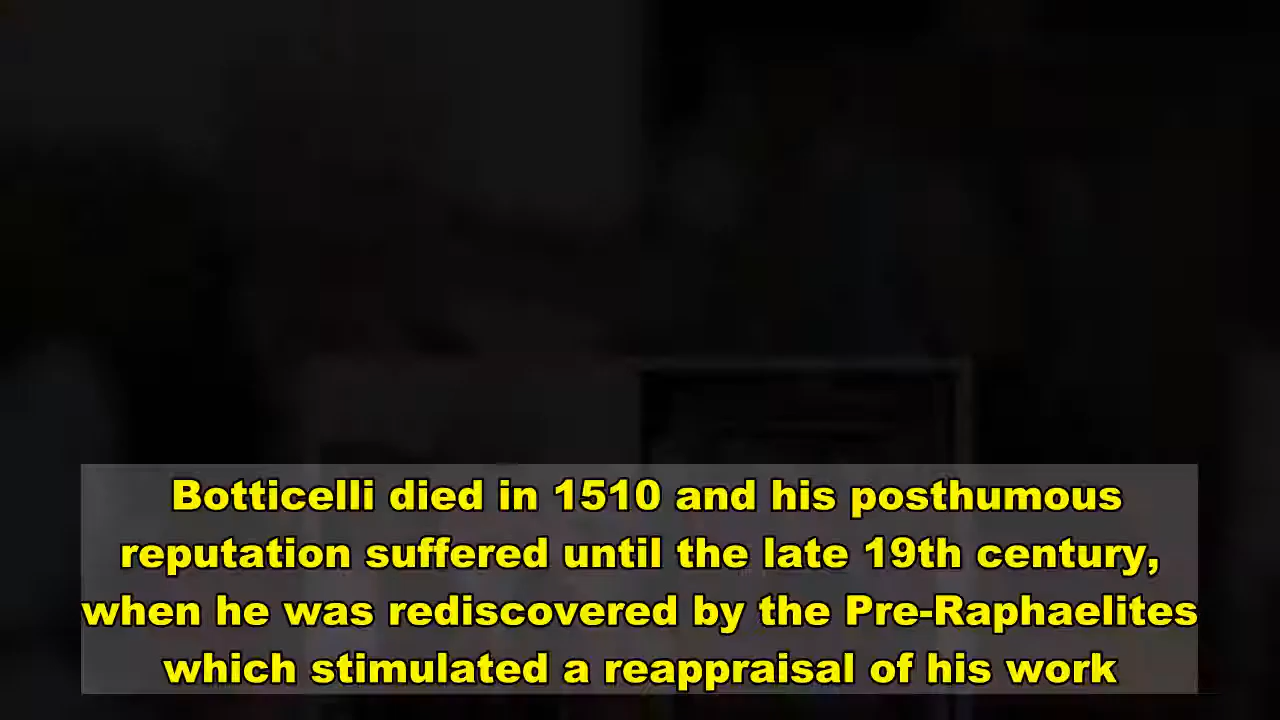 Botticelli died in 1510 and his posthumous
reputation suffered until the late 19th century,
when he was rediscovered by the Pre-Raphaelites
which stimulated a reappraisal of his work